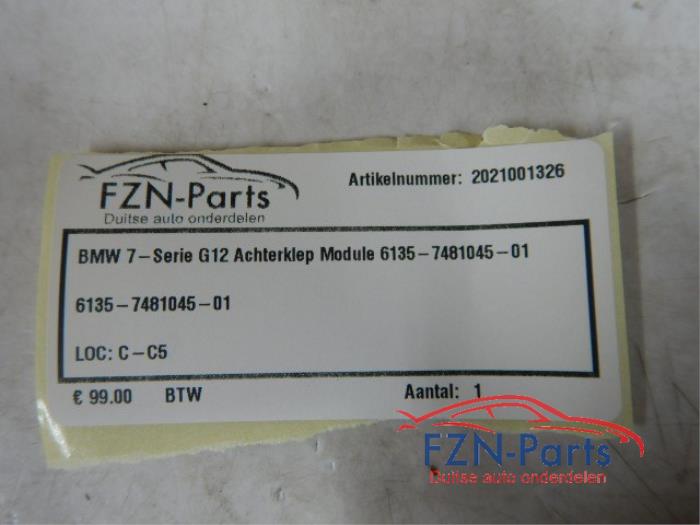 FZN-Parts
Duitse auto onderdelen
Artikelnummer: 2021001326
BMW 7-Serie G12 Achterklep Module 6135-7481045-01
6135-7481045-01
LOC: C-C5
€ 99.00 BTW
Aantal: 1
FZN-Parts
Duitse auto onderdelen